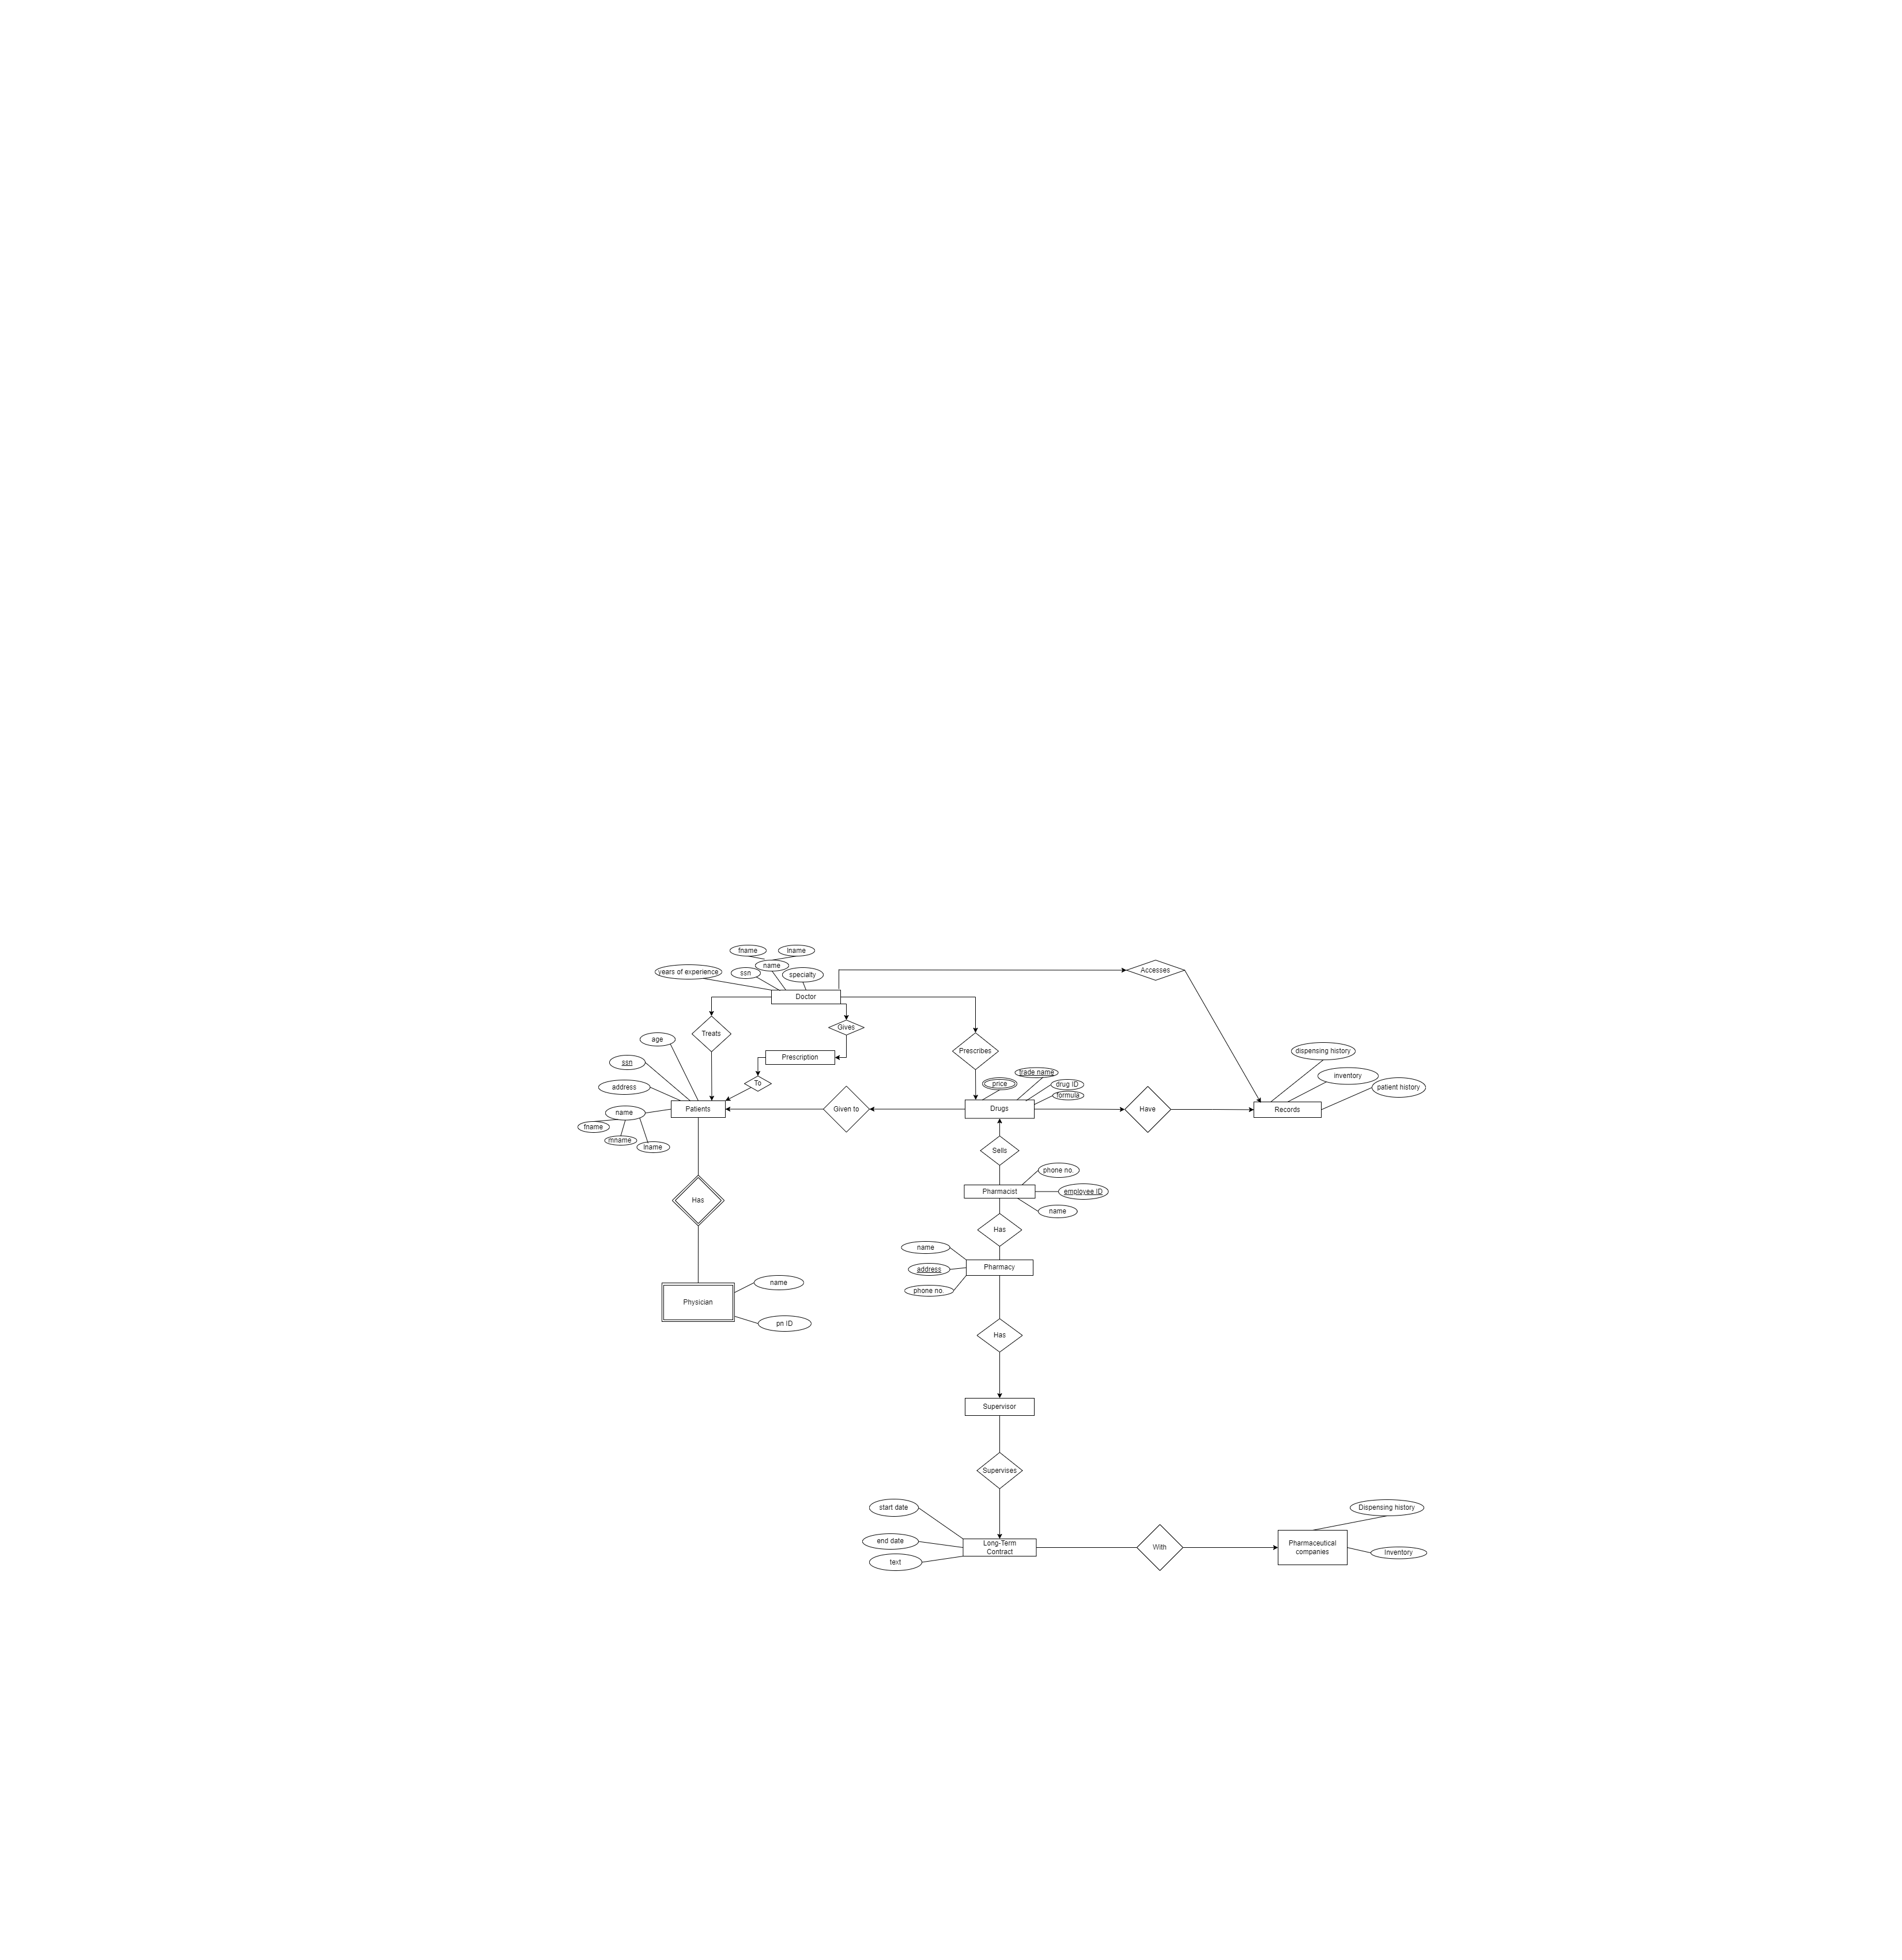 fname
lname
name
years of experience
ssn
specialty
Accesses
Doctor
Gives
Treats
age
Prescribes
dispensing history
Prescription
ssn
trade name
inventory
To
price
drug ID
address
patient history
formula
Patients
Given to
Drugs
Have
Records
name
fname
mname
lname
Sells
phone no.
Pharmacist
employee ID
Has
name
Has
name
Pharmacy
address
name
phone no.
Physician
pn ID
Has
Supervisor
Supervises
start date
Dispensing history
end date
Long-Term
Contract
With
Pharmaceutical
companies
Inventory
text